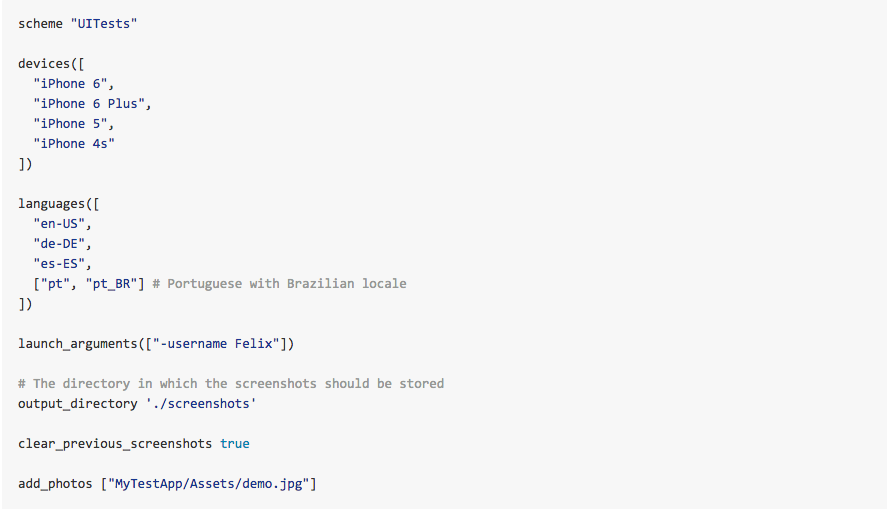 scheme "UITests"

devices([
  "iPhone 6",
  "iPhone 6 Plus",
  "iPhone 5",
  "iPhone 4s"
])

languages([
  "en-US",
  "de-DE",
  "es-ES",
  ["pt", "pt_BR"] # Portuguese with Brazilian locale
])

launch_arguments(["-username Felix"])

# The directory in which the screenshots should be stored
output_directory './screenshots'

clear_previous_screenshots true

add_photos ["MyTestApp/Assets/demo.jpg"]